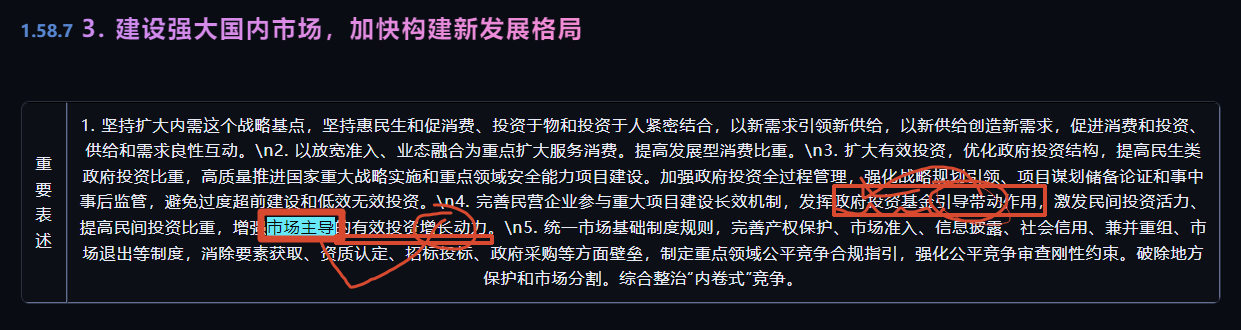 1.58.7 3. 建设强大国内市场，加快构建新发展格局
重要表述
1. 坚持扩大内需这个战略基点，坚持惠民生和促消费、投资于物和投资于人紧密结合，以新需求引领新供给，以新供给创造新需求，促进消费和投资、
供给和需求良性互动。\n2. 以放宽准入、业态融合为重点扩大服务消费。提高发展型消费比重。\n3. 扩大有效投资，优化政府投资结构，提高民生类
政府投资比重，高质量推进国家重大战略实施和重点领域安全能力项目建设。加强政府投资全过程管理，强化战略规划引领、项目谋划储备论证和事中
事后监管，避免过度超前建设和低效无效投资。\n4. 完善民营企业参与重大项目建设长效机制，发挥政府投资基金引导带动作用，激发民间投资活力、
提高民间投资比重，增强市场主导的有效投资增长动力。\n5. 统一市场基础制度规则，完善产权保护、市场准入、信息披露、社会信用、兼并重组、市
场退出等制度，消除要素获取、资质认定、招标投标、政府采购等方面壁垒，制定重点领域公平竞争合规指引，强化公平竞争审查刚性约束。破除地方
保护和市场分割。综合整治“内卷式”竞争。